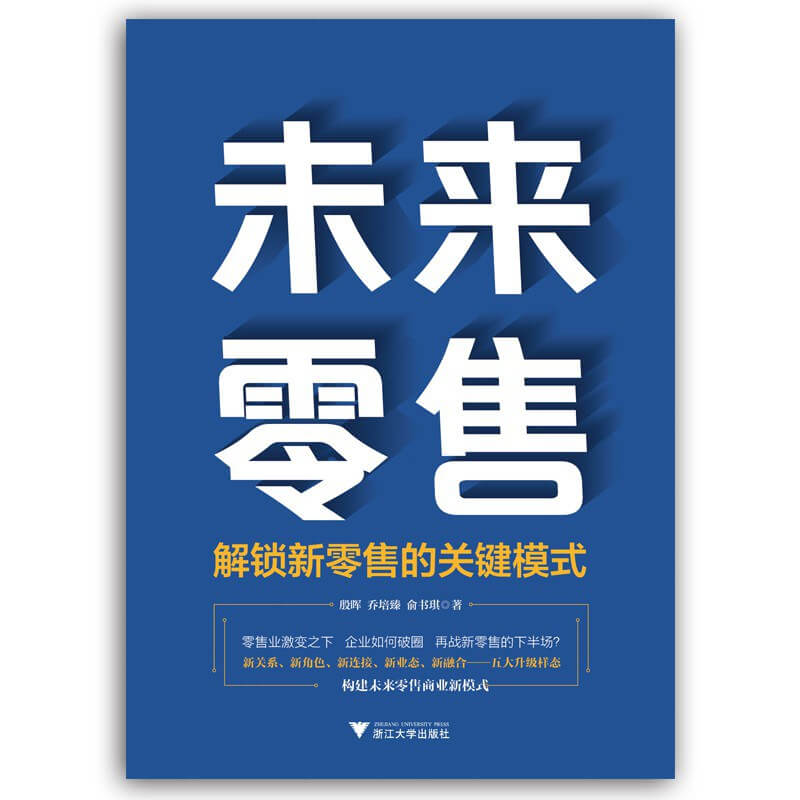 未来
零售
解锁新零售的关键模式
殷晖 乔培臻 俞书琪◎著
零售业激变之下 企业如何破圈 再战新零售的下半场?
新关系、新角色、新连接、新业态、新融合——五大升级样态
构建未来零售商业新模式
ZHEJIANG UNIVERSITY PRESS
浙江大学出版社